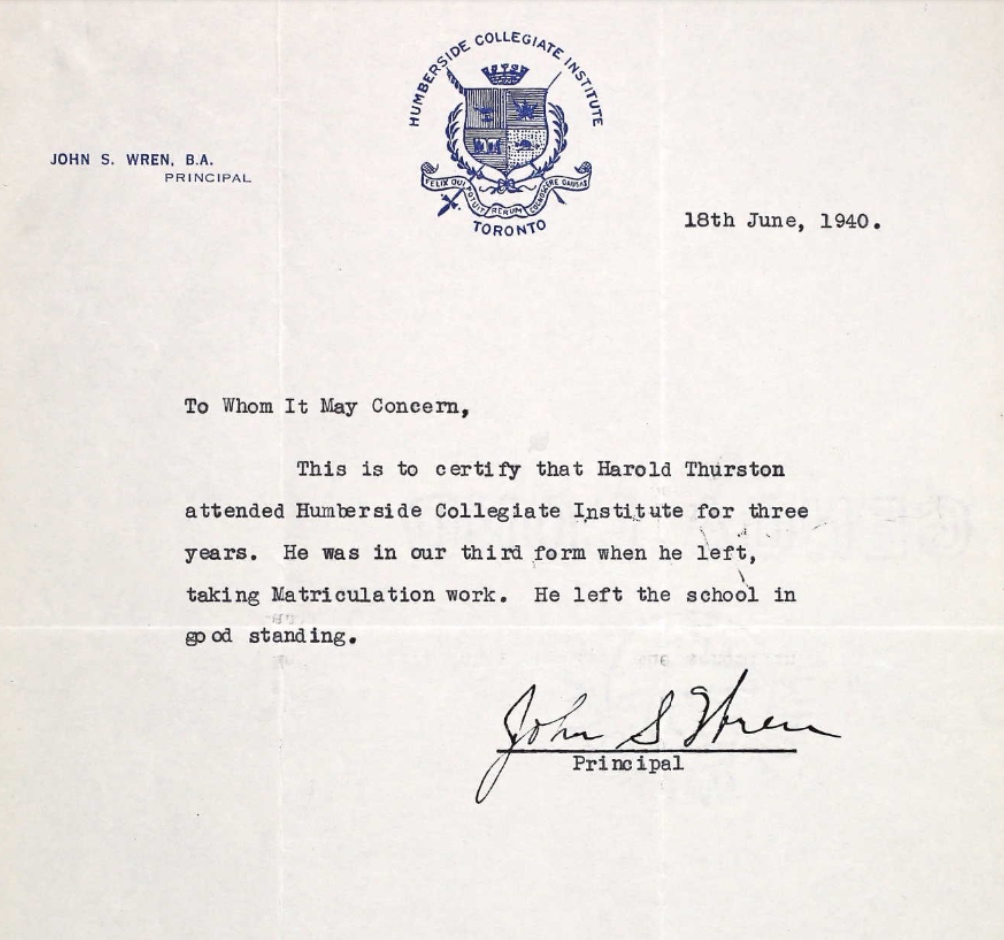 HUMBERSIDE COLLEGIATE INSTITUTE
FELIX QUI POTUIT RERUM COGNOSCERE CAUSAS
TORONTO
JOHN S. WREN, B.A.
PRINCIPAL
18th June, 1940.
To Whom It May Concern,
This is to certify that Harold Thurston
attended Humberside Collegiate Institute for three
years. He was in our third form when he left,
taking Matriculation work. He left the school in
good standing.
John S Wren
Principal